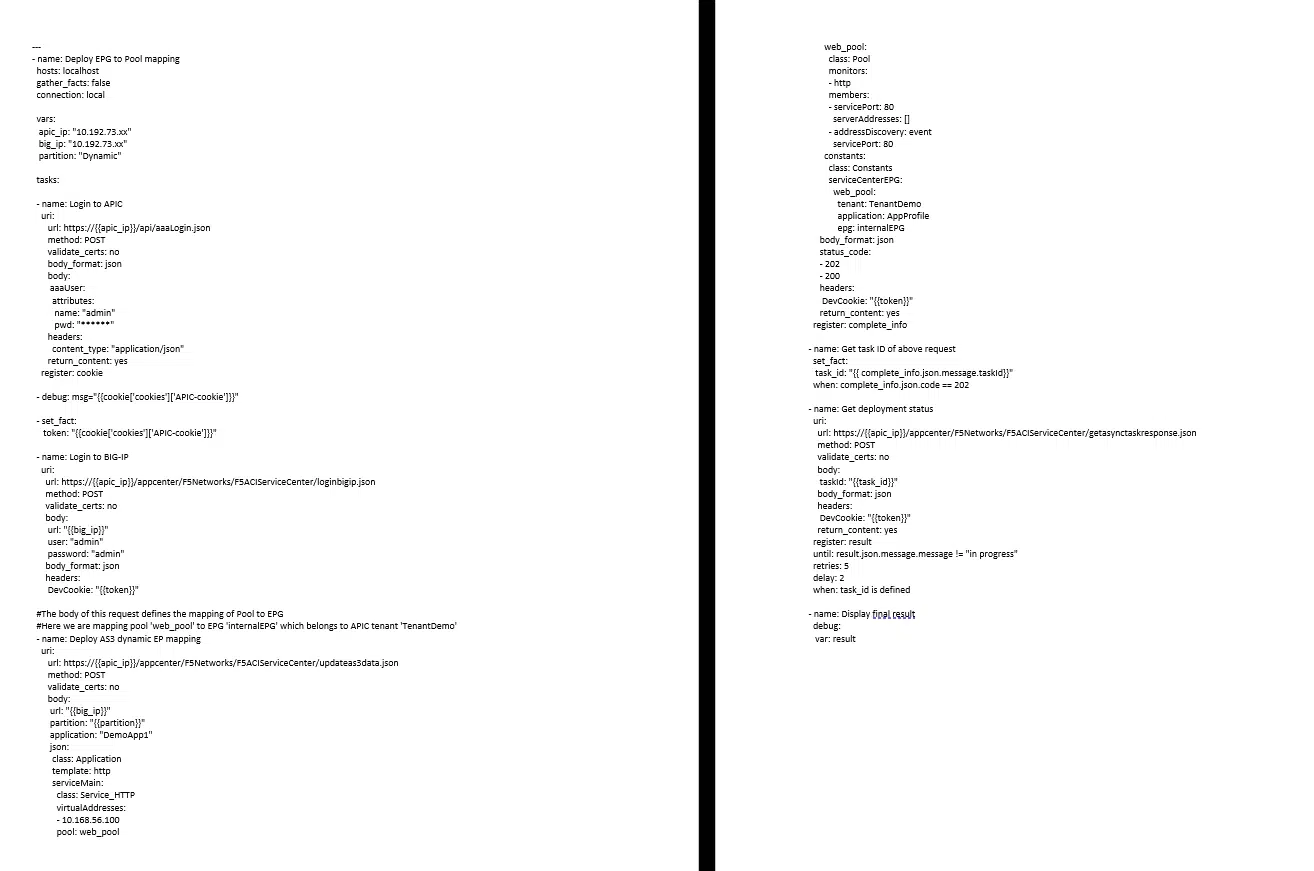 ---
- name: Deploy EPG to Pool mapping
hosts: localhost
gather_facts: false
connection: local
vars:
apic_ip: "10.192.73.xx"
big_ip: "10.192.73.xx"
partition: "Dynamic"
tasks:
- name: Login to APIC
uri:
url: https://{{apic_ip}}/api/aaaLogin.json
method: POST
validate_certs: no
body_format: json
body:
aaaUser:
attributes:
name: "admin"
pwd: "******"
headers:
content_type: "application/json"
return_content: yes
register: cookie
- debug: msg="{{cookie['cookies']['APIC-cookie']}}"
- set_fact:
token: "{{cookie['cookies']['APIC-cookie']}}"
- name: Login to BIG-IP
uri:
url: https://{{apic_ip}}/appcenter/F5Networks/F5ACIServiceCenter/loginbigip.json
method: POST
validate_certs: no
body:
url: "{{big_ip}}"
user: "admin"
password: "admin"
body_format: json
headers:
DevCookie: "{{token}}"
#The body of this request defines the mapping of Pool to EPG
#Here we are mapping pool 'web_pool' to EPG 'internalEPG' which belongs to APIC tenant 'TenantDemo'
- name: Deploy AS3 dynamic EP mapping
uri:
url: https://{{apic_ip}}/appcenter/F5Networks/F5ACIServiceCenter/updateas3data.json
method: POST
validate_certs: no
body:
url: "{{big_ip}}"
partition: "{{partition}}"
application: "DemoApp1"
json:
class: Application
template: http
serviceMain:
class: Service_HTTP
virtualAddresses:
- 10.168.56.100
pool: web_pool
web_pool:
class: Pool
monitors:
- http
members:
- servicePort: 80
serverAddresses: []
- addressDiscovery: event
servicePort: 80
constants:
class: Constants
serviceCenterEPG:
web_pool:
tenant: TenantDemo
application: AppProfile
epg: internalEPG
body_format: json
status_code:
- 202
- 200
headers:
DevCookie: "{{token}}"
return_content: yes
register: complete_info
- name: Get task ID of above request
set_fact:
task_id: "{{ complete_info.json.message.taskId}}"
when: complete_info.json.code == 202
- name: Get deployment status
uri:
url: https://{{apic_ip}}/appcenter/F5Networks/F5ACIServiceCenter/getasynctaskresponse.json
method: POST
validate_certs: no
body:
taskId: "{{task_id}}"
body_format: json
headers:
DevCookie: "{{token}}"
return_content: yes
register: result
until: result.json.message.message != "in progress"
retries: 5
delay: 2
when: task_id is defined
- name: Display final result
debug:
var: result